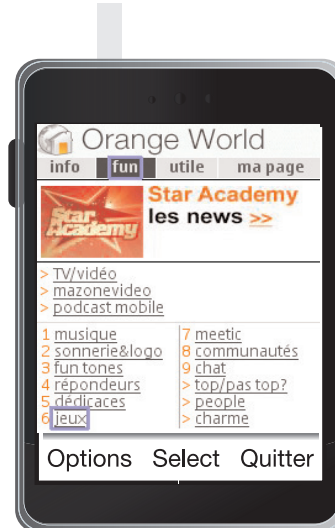 Orange World
info fun utile ma page
Star Academy
les news >>
Star Academy
> TV/vidéo
> mazonevideo
> podcast mobile
1 musique
2 sonnerie&logo
3 fun tones
4 répondeurs
5 dédicaces
6 jeux
7 meetic
8 communautés
9 chat
> top/pas top?
> people
> charme
Options Select Quitter